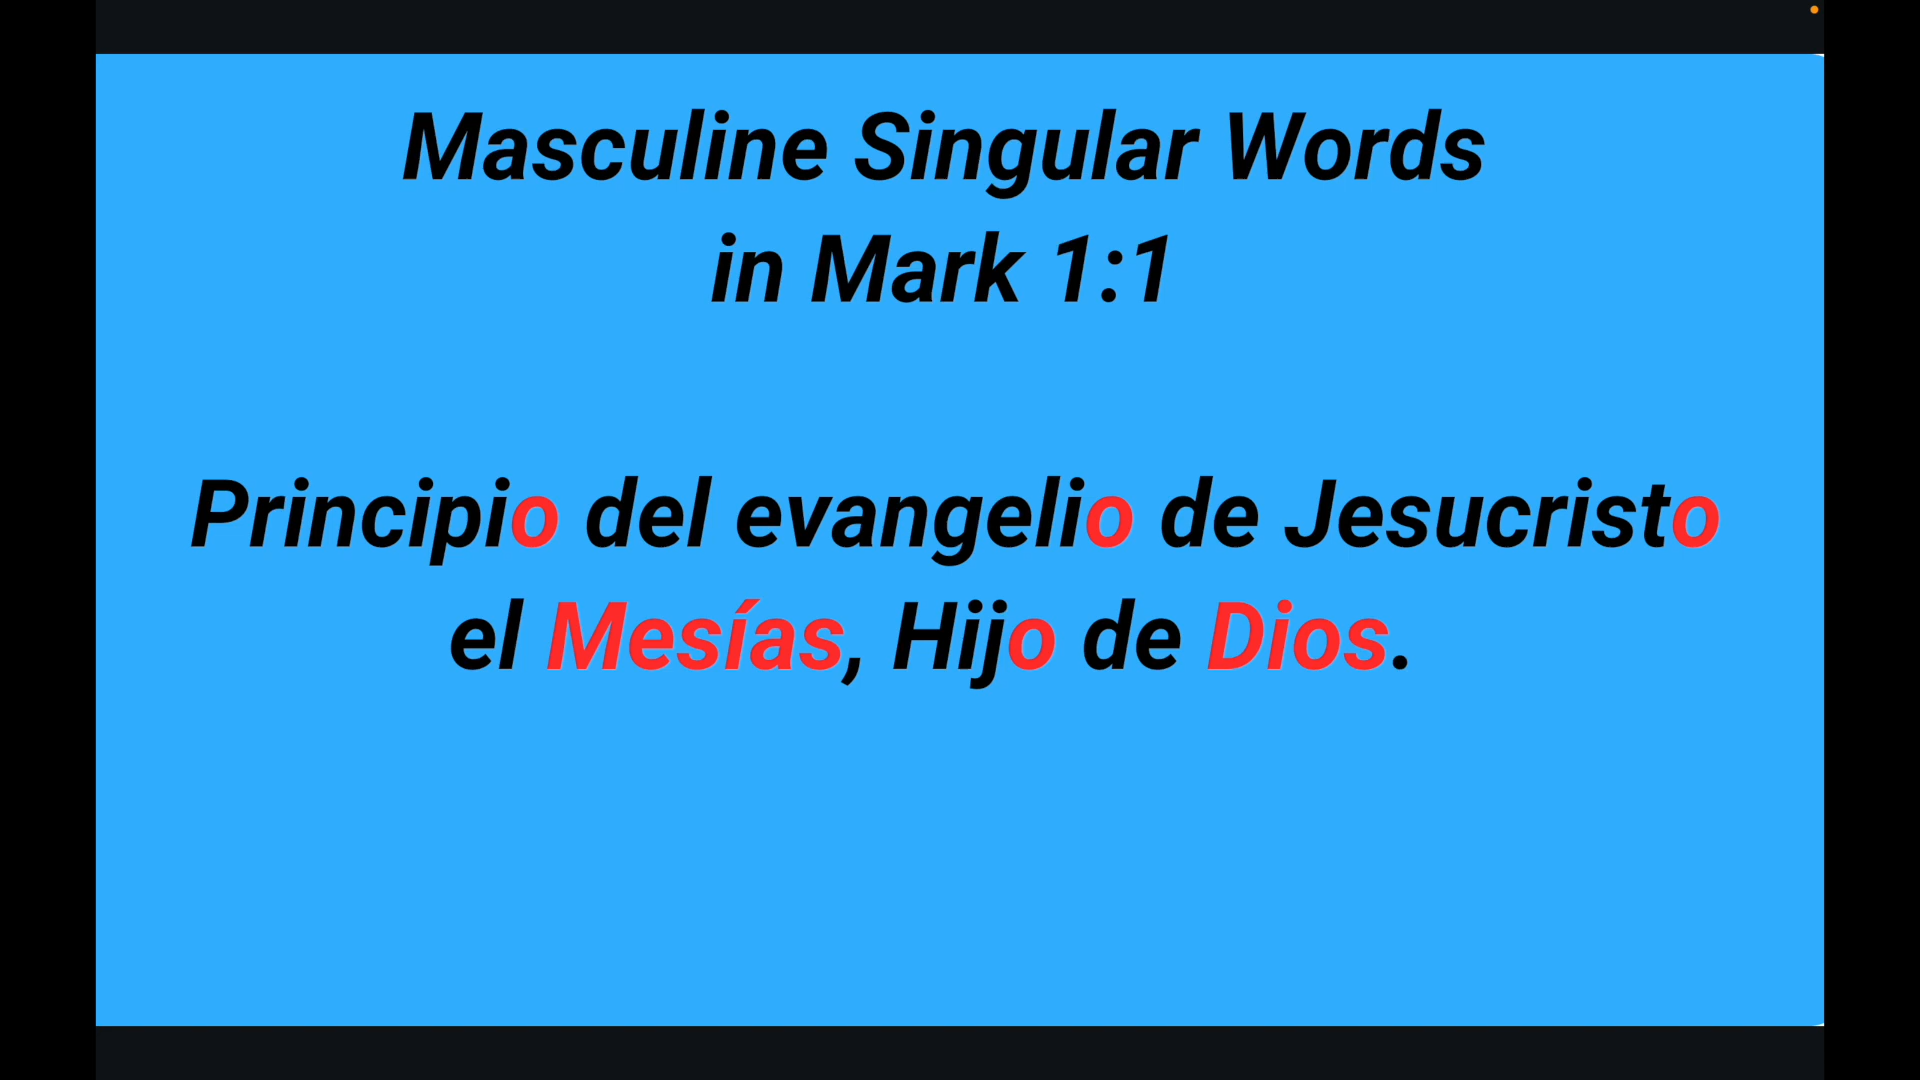 Masculine Singular Words
in Mark 1:1
Principio del evangelio de Jesucristo
el Mesías, Hijo de Dios.